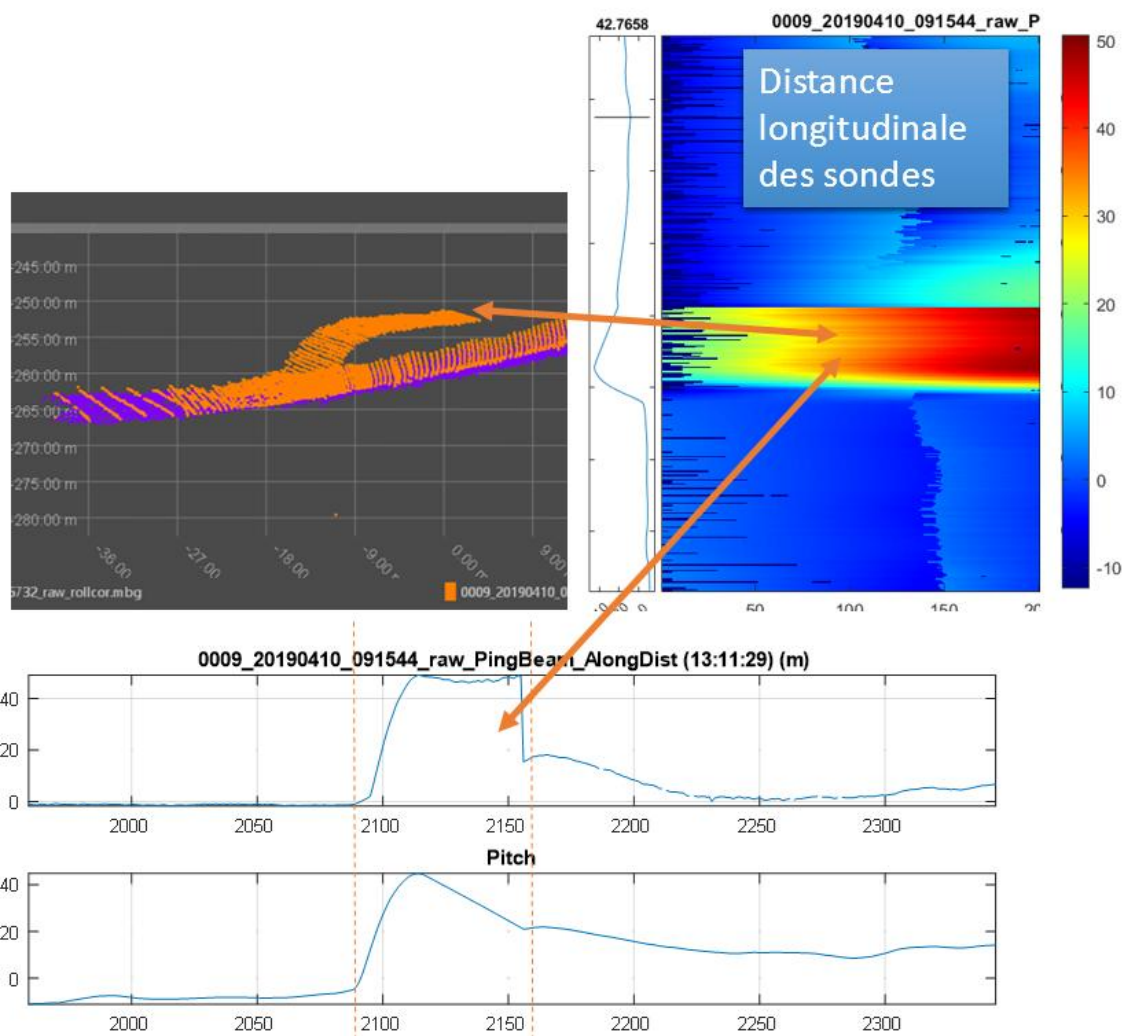 42.7658
0009_20190410_091544_raw_P
50
40
30
20
10
0
-10
Distance
longitudinale
des sondes
50
100
150
20
-245.00 m
-250.00 m
-255.00 m
-260.00 m
-265.00 m
-270.00 m
-275.00 m
-280.00 m
-36.00
-27.00
-18.00
-9.00 r
0.00 m
9.00
5732_raw_rollcor.mbg
0009_20190410_0
0009_20190410_091544_raw_PingBeam_AlongDist (13:11:29) (m)
40
20
0
2000
2050
2100
2150
2200
2250
2300
Pitch
40
20
0
2000
2050
2100
2150
2200
2250
2300